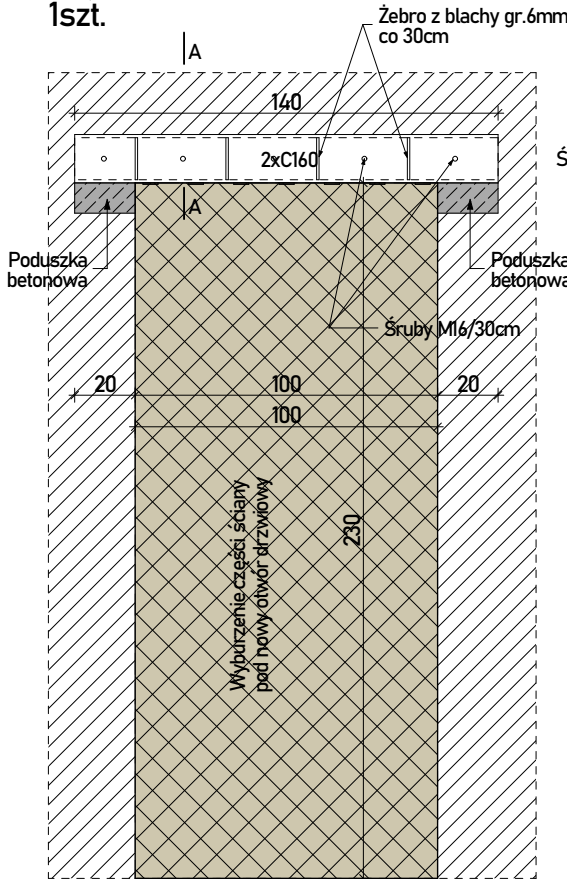 1szt.
Żebro z blachy gr.6mm
co 30cm
A
140
2xC160
Ś
A
Poduszka
betonowa
Poduszka
betonowa
Śruby M16/30cm
20
100
20
100
230
Wyburzenie części ściany
pod nowy otwór drzwiowy